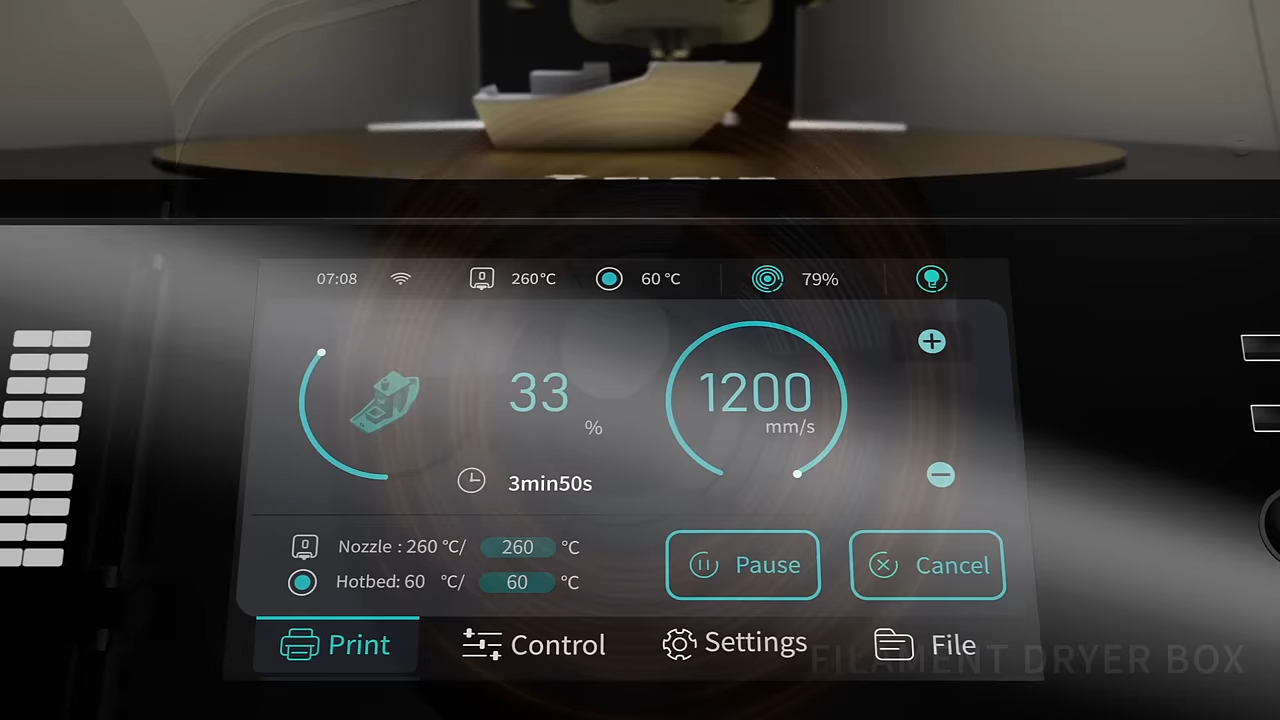 07:08 260℃ 60 ℃ 79%
33 %
1200
mm/s
3min50s
Nozzle : 260 ℃/ 260 ℃
Hotbed: 60 ℃/ 60 ℃
Pause Cancel
Print Control Settings File
FILAMENT DRYER BOX